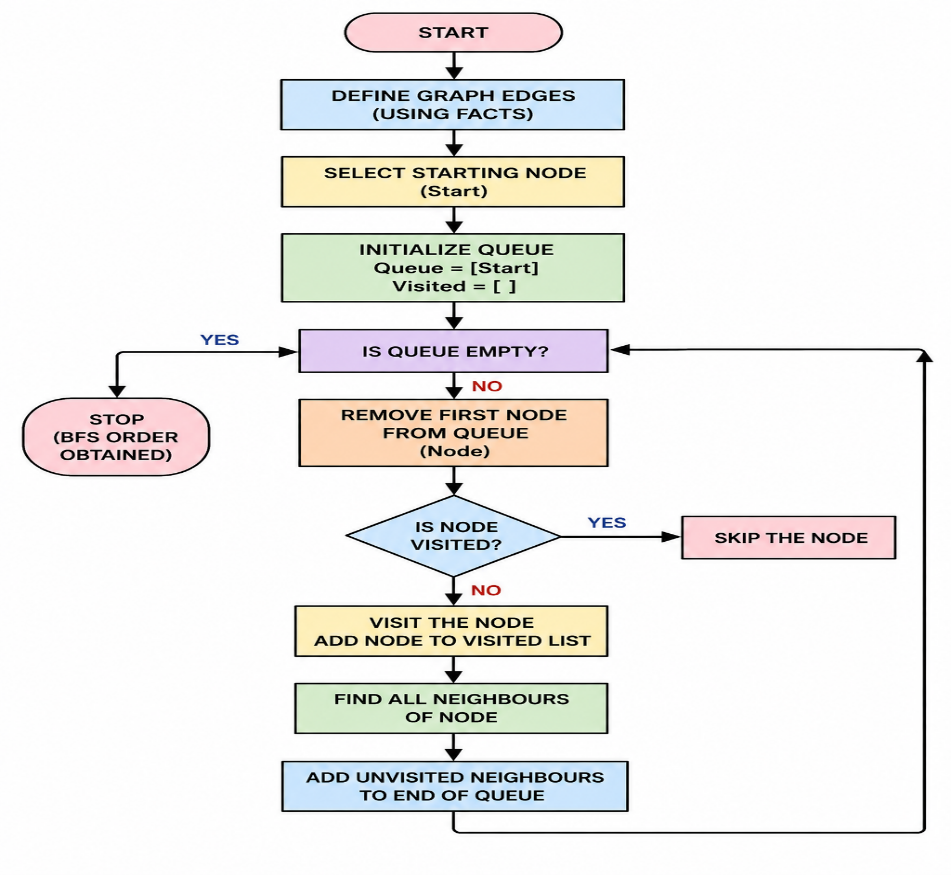 START
DEFINE GRAPH EDGES
(USING FACTS)
SELECT STARTING NODE
(Start)
INITIALIZE QUEUE
Queue = [Start]
Visited = [ ]
YES
IS QUEUE EMPTY?
NO
STOP
(BFS ORDER
OBTAINED)
REMOVE FIRST NODE
FROM QUEUE
(Node)
IS NODE
VISITED?
YES
SKIP THE NODE
NO
VISIT THE NODE
ADD NODE TO VISITED LIST
FIND ALL NEIGHBOURS
OF NODE
ADD UNVISITED NEIGHBOURS
TO END OF QUEUE